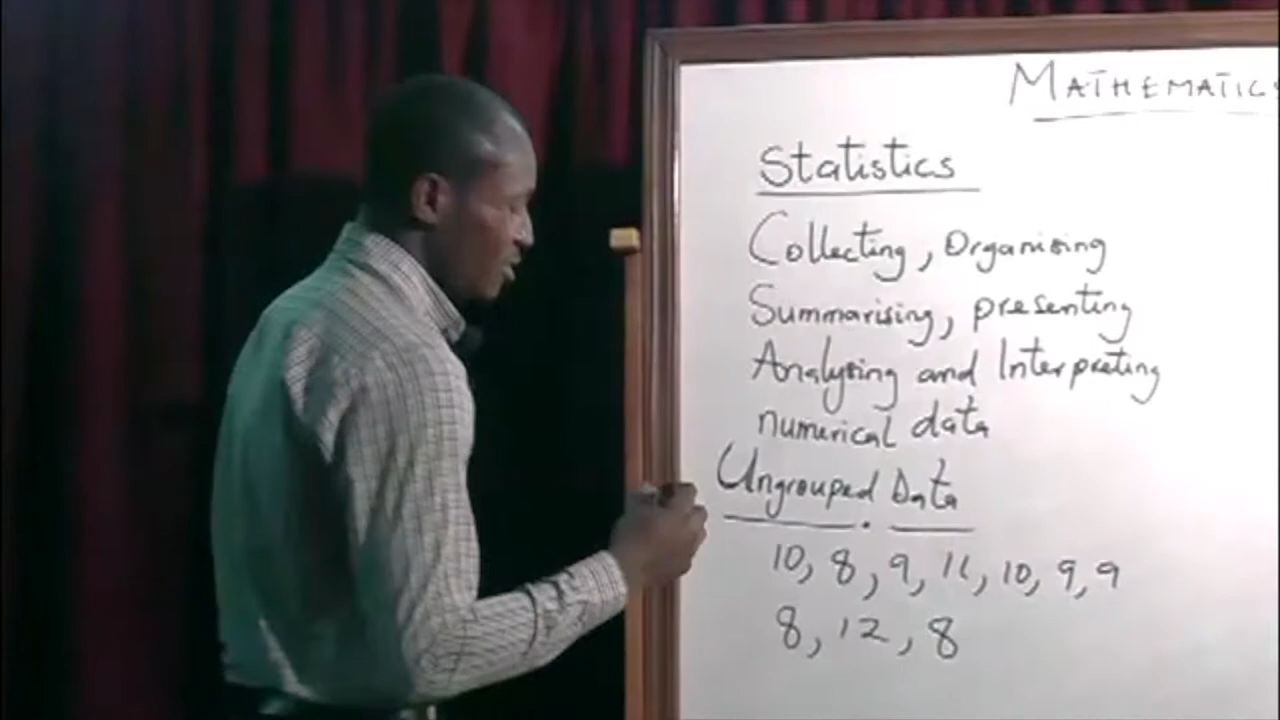 MATHEMATICS
Statistics
Collecting, Organising
Summarising, presenting
Analysing and Interpreting
numerical data
Ungrouped Data
10, 8, 9, 11, 10, 9, 9
8, 12, 8